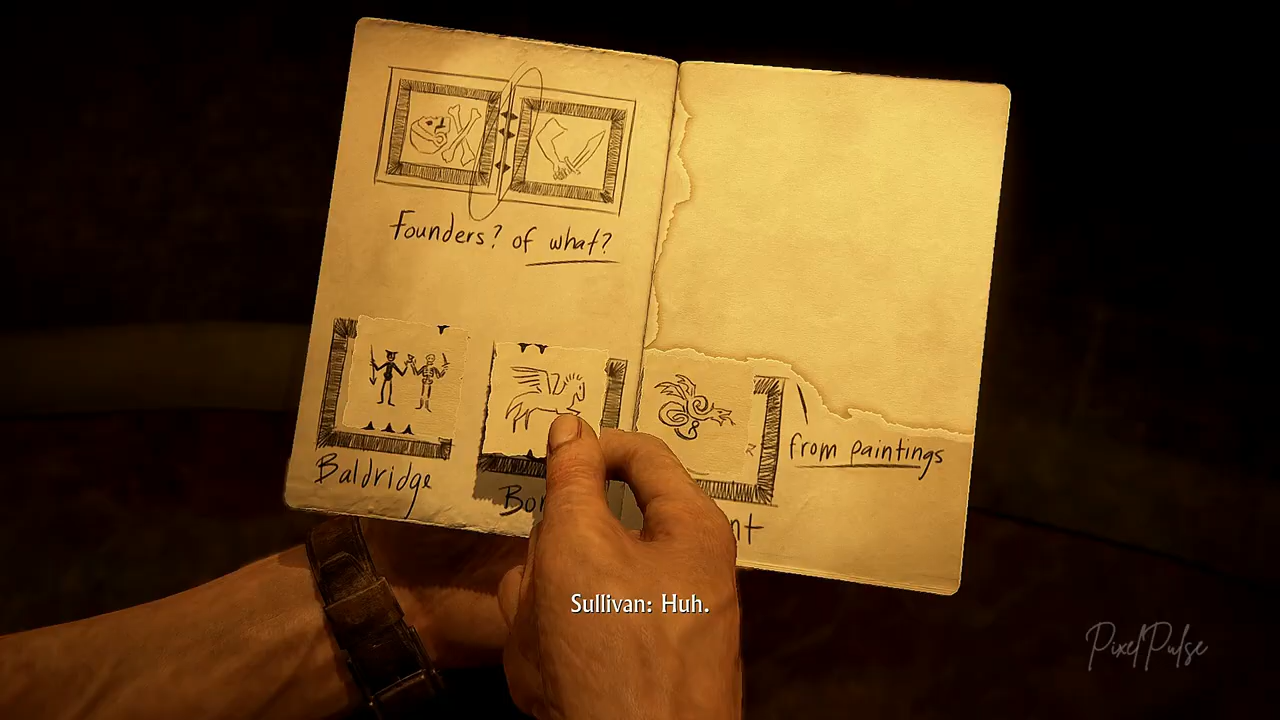 Founders? of what?
from paintings
Baldridge
Sullivan: Huh.
PixelPulse